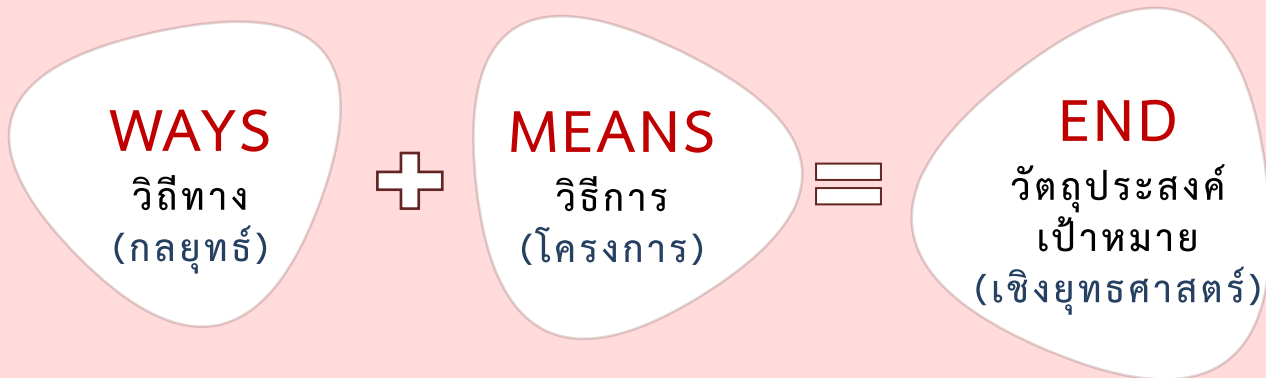 WAYS
วิถีทาง
(กลยุทธ์)
MEANS
วิธีการ
(โครงการ)
END
วัตถุประสงค์
เป้าหมาย
(เชิงยุทธศาสตร์)